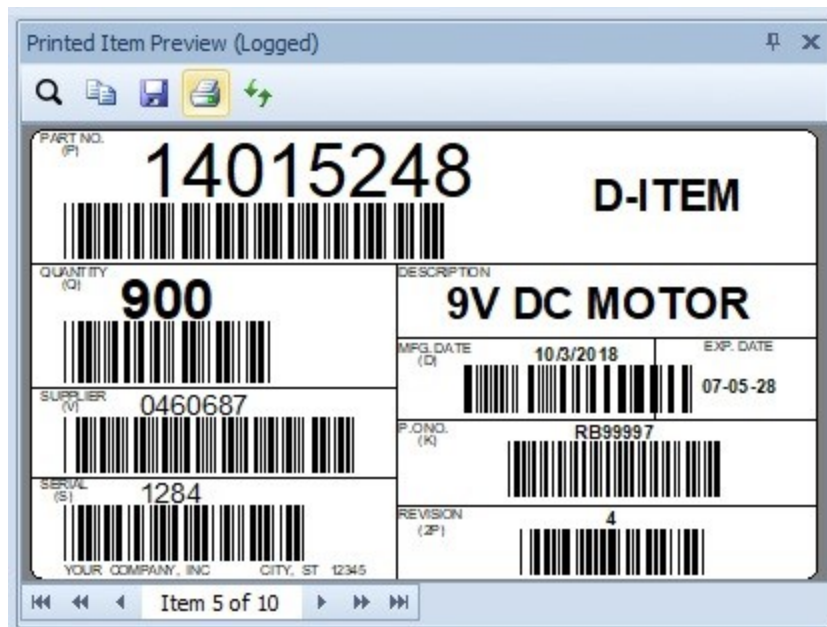 Printed Item Preview (Logged)
PART NO.
(P)
14015248
D-ITEM
QUANTITY
(Q)
900
DESCRIPTION
9V DC MOTOR
MFG. DATE
(D)
10/3/2018
EXP. DATE
07-05-28
SUPPLIER
(V)
0460687
P.ONO.
(K)
RB99997
SERIAL
(S)
1284
REVISION
(2P)
4
YOUR COMPANY, INC CITY, ST 12345
Item 5 of 10